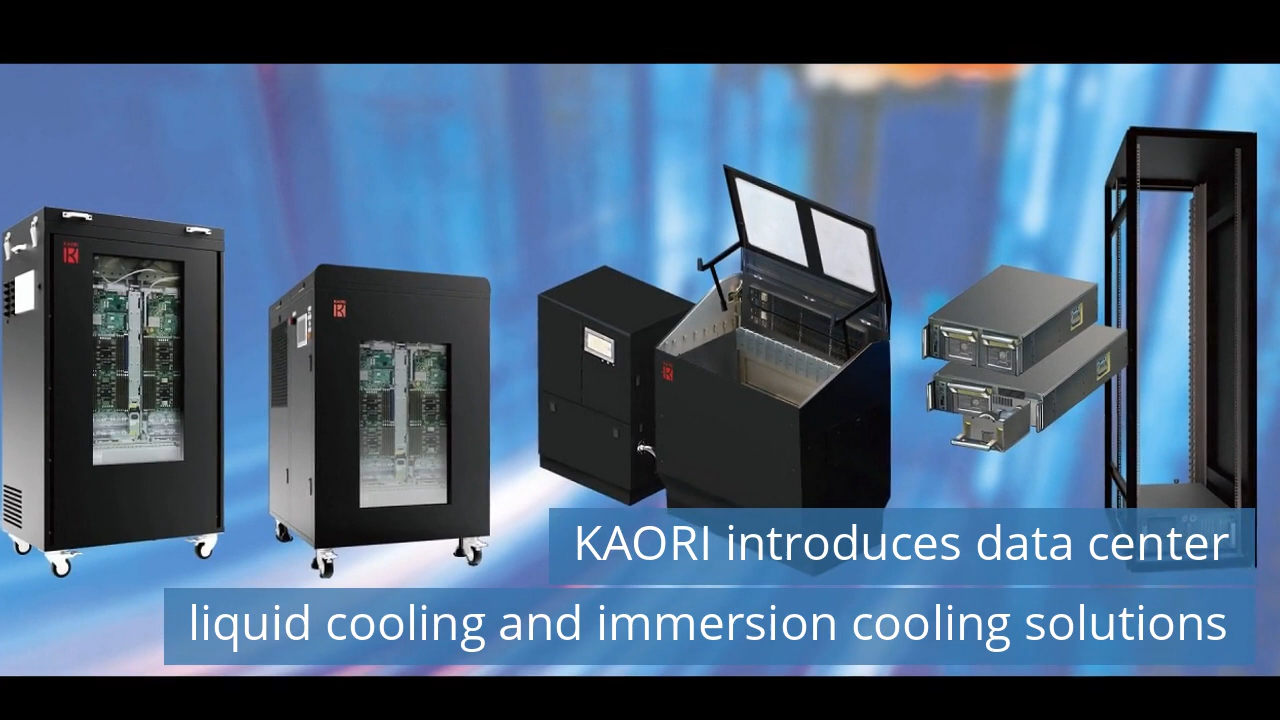 KAORI introduces data center
liquid cooling and immersion cooling solutions